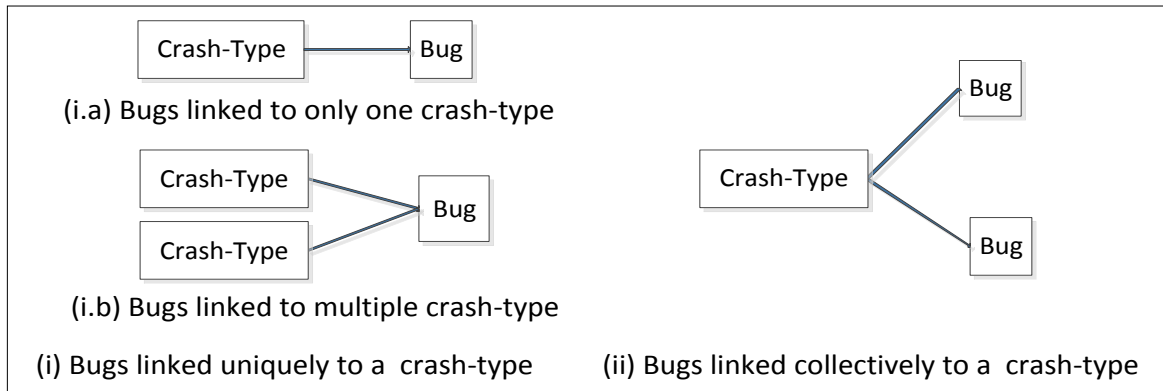 Crash-Type
Bug
(i.a) Bugs linked to only one crash-type
Crash-Type
Bug
Crash-Type
(i.b) Bugs linked to multiple crash-type
(i) Bugs linked uniquely to a crash-type
Bug
Crash-Type
Bug
(ii) Bugs linked collectively to a crash-type